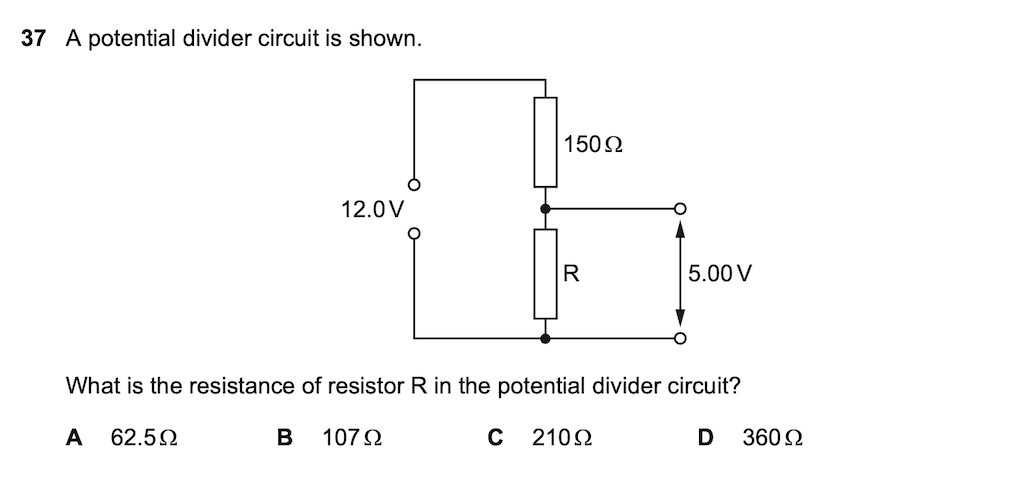 37 A potential divider circuit is shown.
150 Ω
12.0 V
R
5.00 V
What is the resistance of resistor R in the potential divider circuit?
A 62.5 Ω B 107 Ω C 210 Ω D 360 Ω